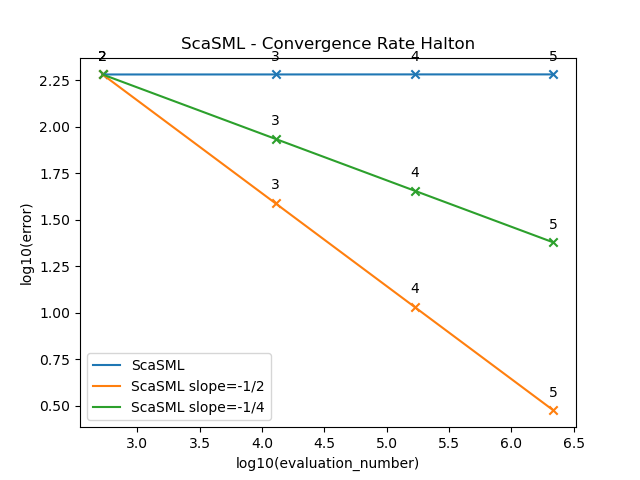 ScaSML - Convergence Rate Halton
2 3 4 5
3
4
5
3
4
5
2.25
2.00
1.75
1.50
1.25
1.00
0.75
0.50
log10(error)
ScaSML
ScaSML slope=-1/2
ScaSML slope=-1/4
3.0 3.5 4.0 4.5 5.0 5.5 6.0 6.5
log10(evaluation_number)